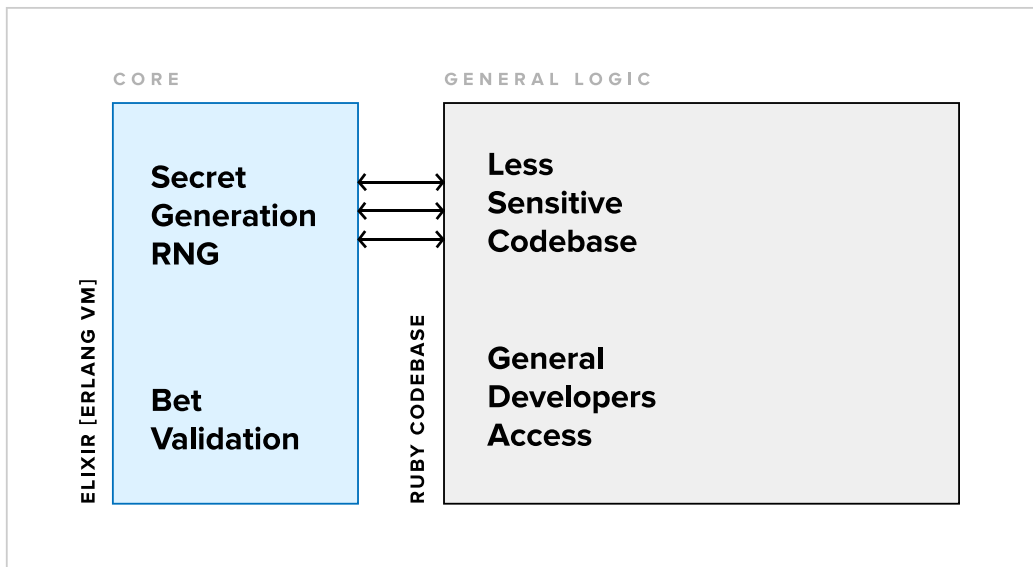 CORE
ELIXIR [ERLANG VM]
Secret
Generation
RNG
Bet
Validation
GENERAL LOGIC
RUBY CODEBASE
Less
Sensitive
Codebase
General
Developers
Access